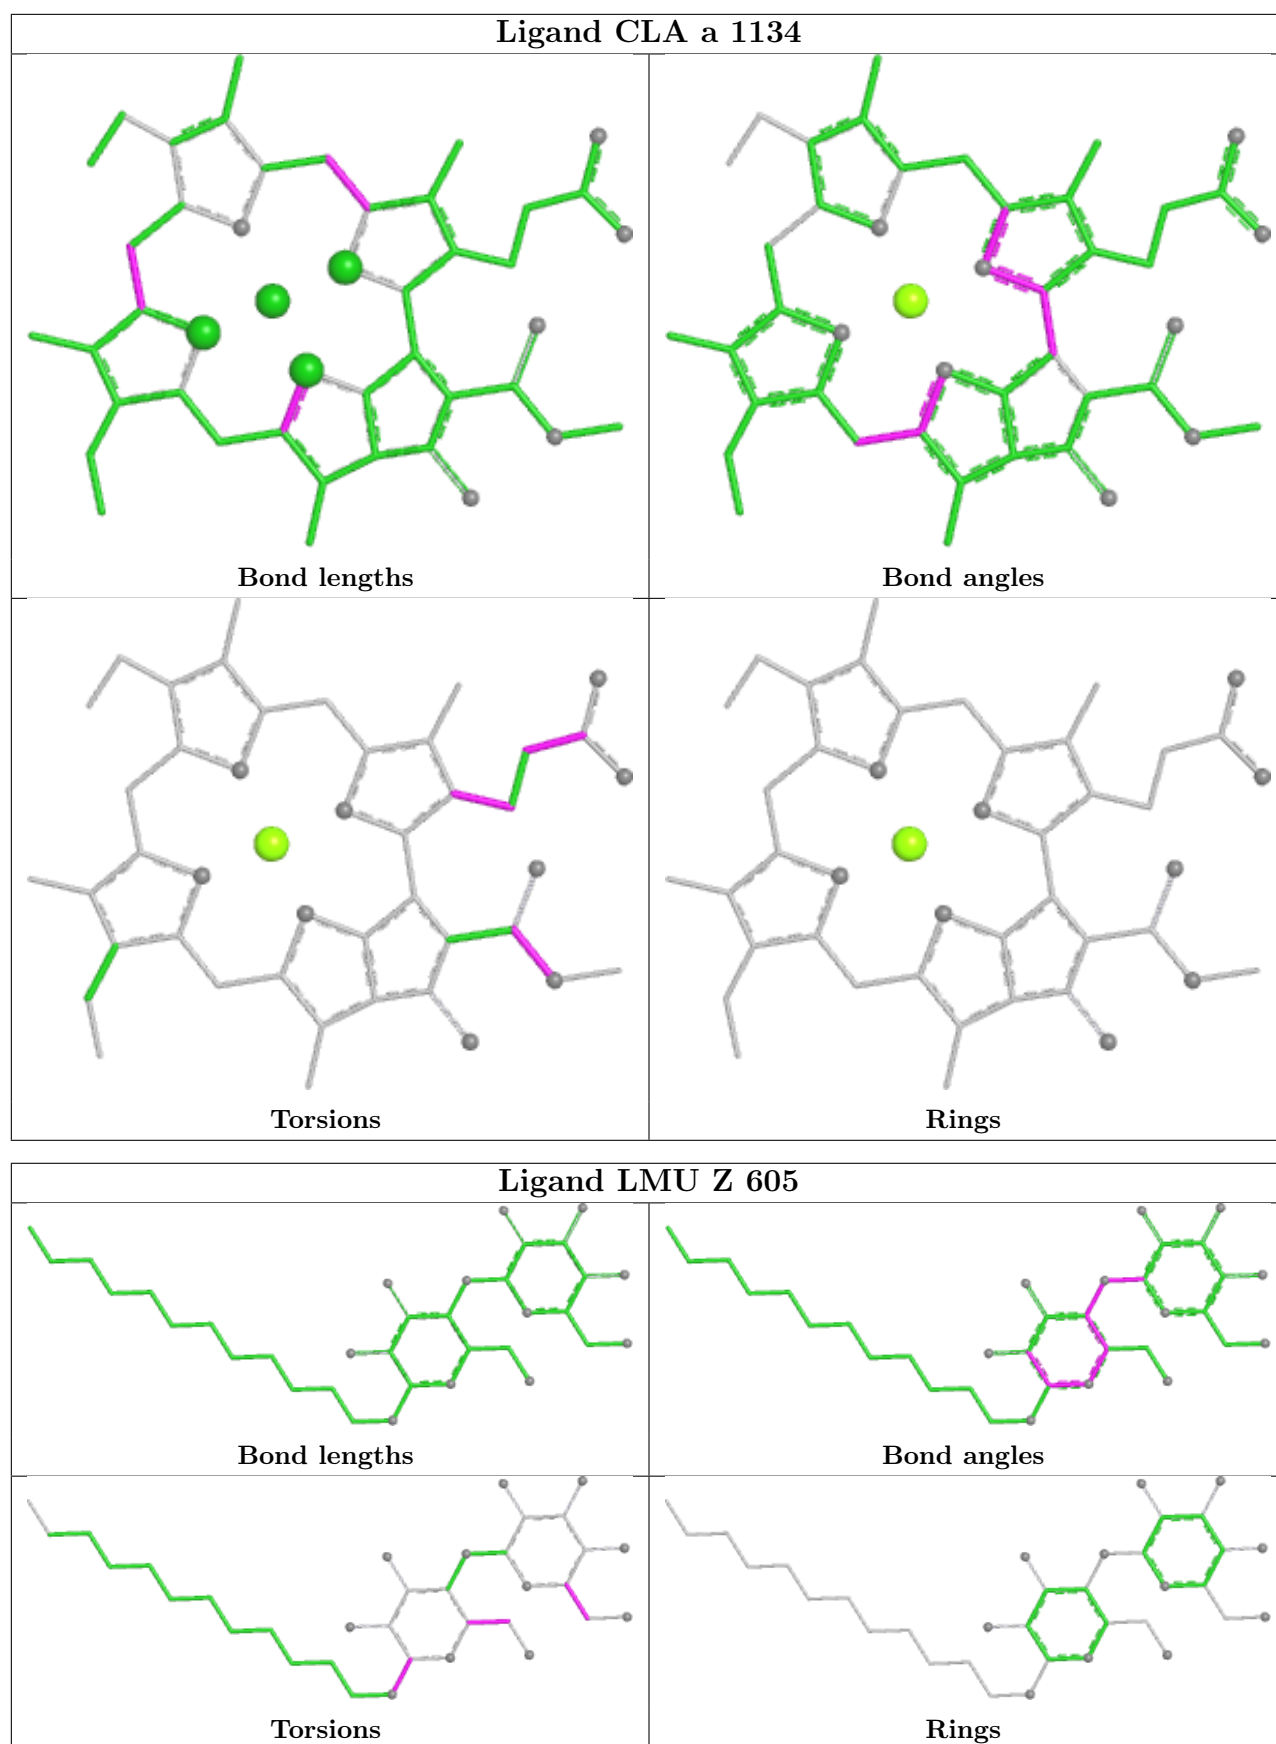 Ligand CLA a 1134
Bond lengths
Bond angles
Torsions
Rings
Ligand LMU Z 605
Bond lengths
Bond angles
Torsions
Rings